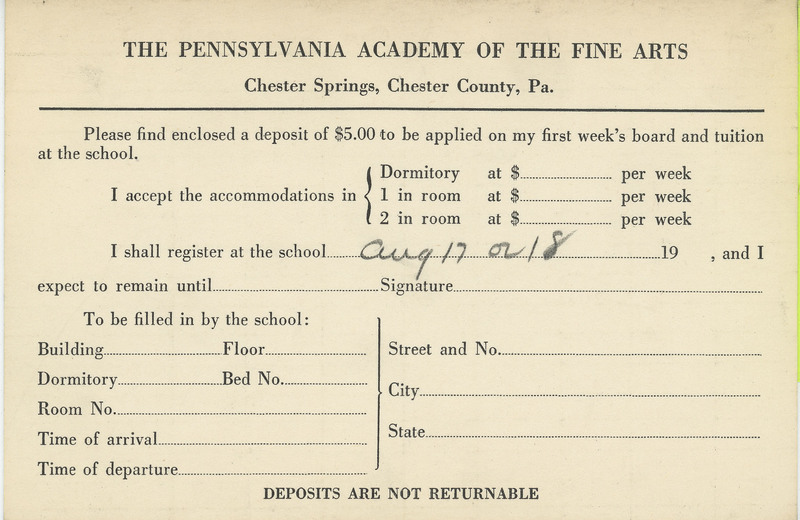 THE PENNSYLVANIA ACADEMY OF THE FINE ARTS
Chester Springs, Chester County, Pa.
Please find enclosed a deposit of $5.00 to be applied on my first week's board and tuition
at the school.
Dormitory at $ per week
I accept the accommodations in 1 in room at $ per week
2 in room at $ per week
I shall register at the school Aug 17 or 18 19 , and I
expect to remain until Signature
To be filled in by the school:
Building Floor
Street and No.
Dormitory Bed No.
City
Room No.
State
Time of arrival
Time of departure
DEPOSITS ARE NOT RETURNABLE